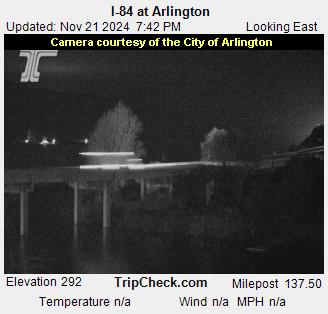 I-84 at Arlington
Updated: Nov 21 2024 7:42 PM Looking East
Camera courtesy of the City of Arlington
Elevation 292 TripCheck.com Milepost 137.50
Temperature n/a Wind n/a MPH n/a